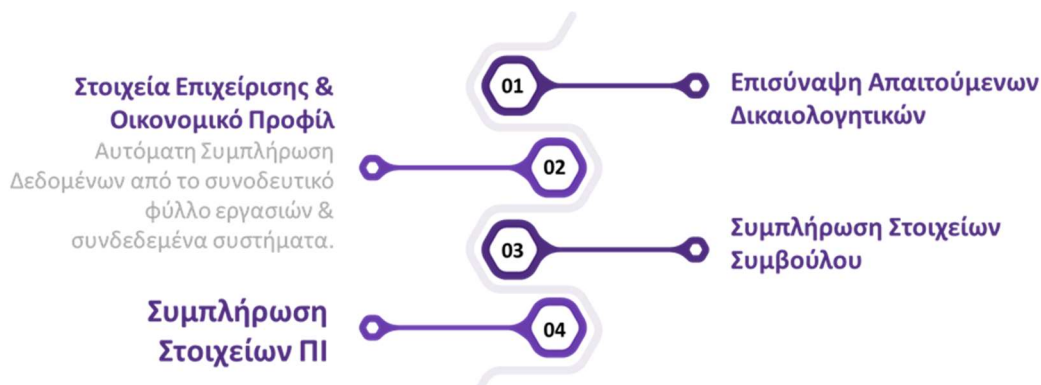 01
Επισύναψη Απαιτούμενων
Δικαιολογητικών
Στοιχεία Επιχείρισης &
Οικονομικό Προφίλ
Αυτόματη Συμπλήρωση
Δεδομένων από το συνοδευτικό
φύλλο εργασιών &
συνδεδεμένα συστήματα.
02
03
Συμπλήρωση Στοιχείων
Συμβούλου
Συμπλήρωση
Στοιχείων ΠΙ
04